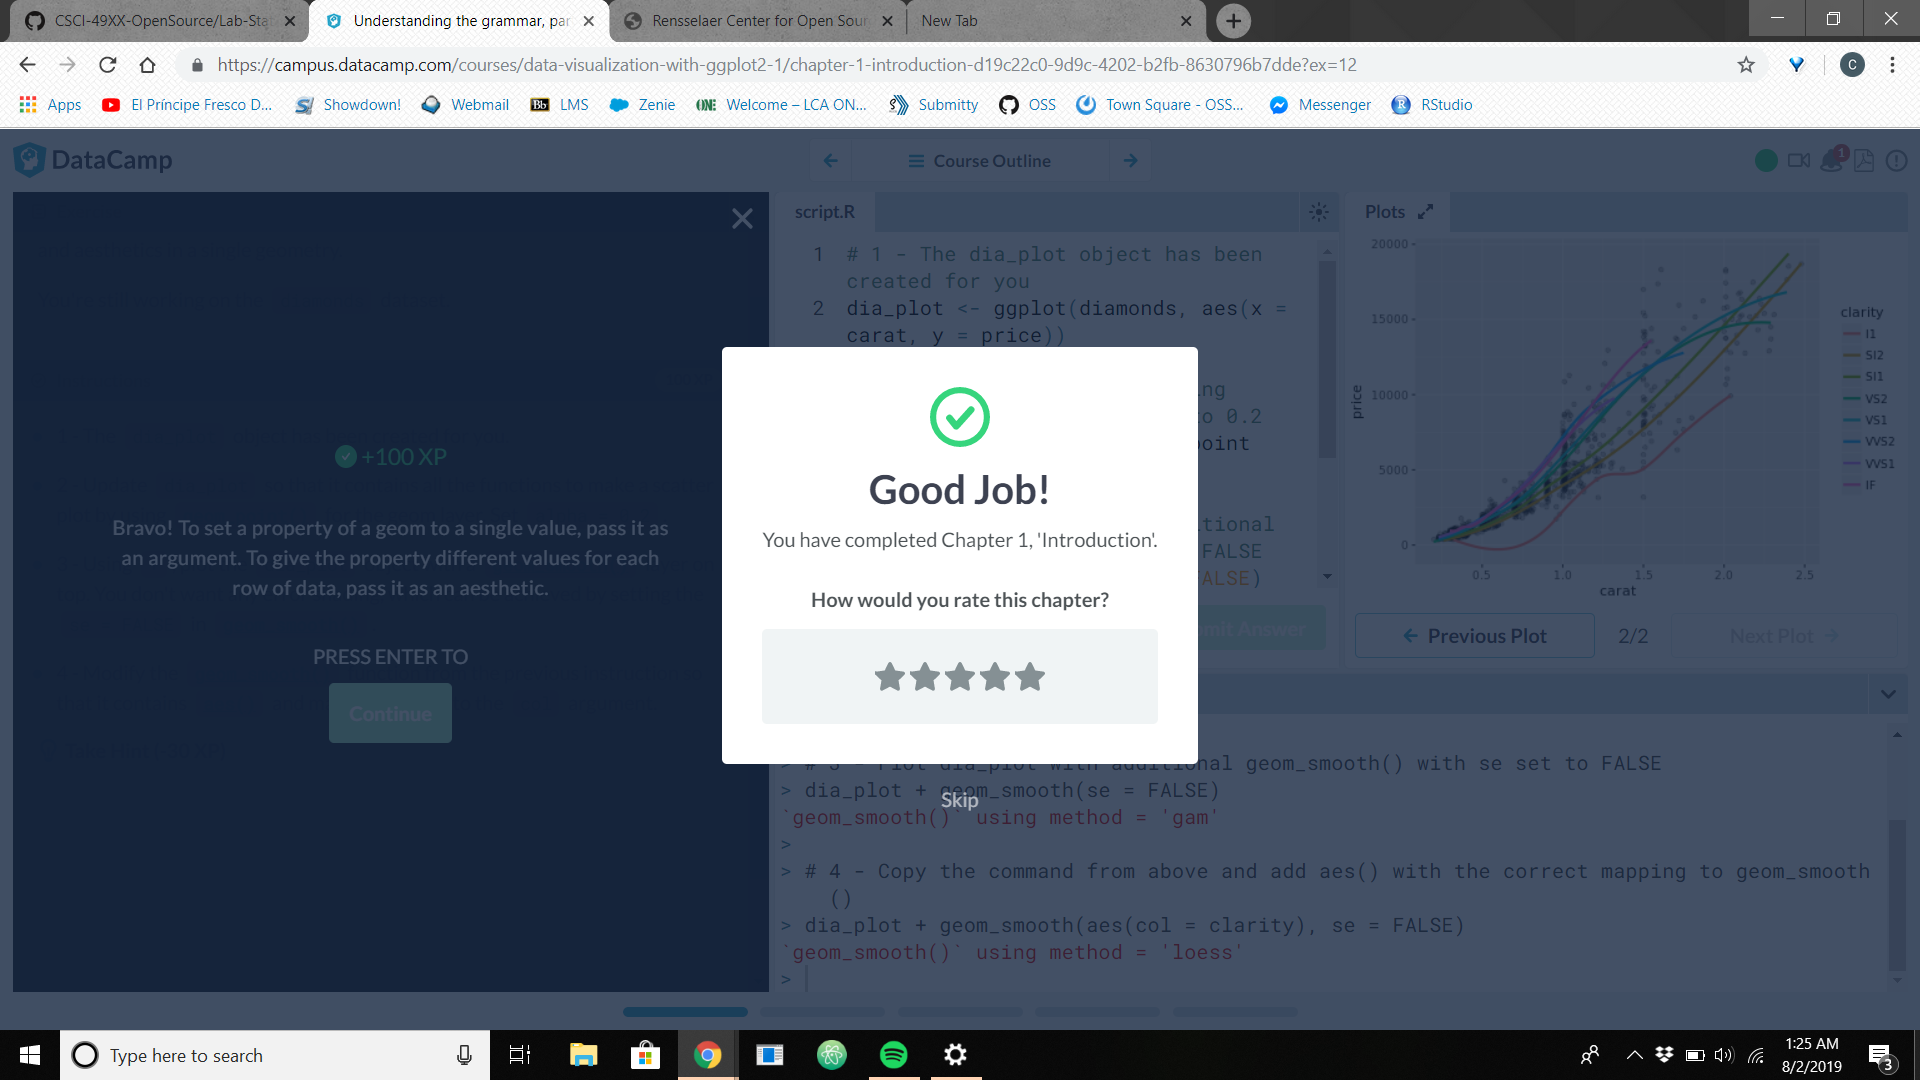 CSCI-49XX-OpenSource/Lab-Sta
Understanding the grammar, par
Rensselaer Center for Open Sour
New Tab
https://campus.datacamp.com/courses/data-visualization-with-ggplot2-1/chapter-1-introduction-d19c22c0-9d9c-4202-b2fb-8630796b7dde?ex=12
C
Apps
El Príncipe Fresco D...
Showdown!
Webmail
Bb
LMS
Zenie
ONE
Welcome – LCA ON...
Submitty
OSS
Town Square - OSS...
Messenger
R
RStudio
DataCamp
Course Outline
1
+100 XP
Bravo! To set a property of a geom to a single value, pass it as
an argument. To give the property different values for each
row of data, pass it as an aesthetic.
PRESS ENTER TO
Continue
script.R
1 # 1 - The dia_plot object has been
created for you
2 dia_plot <- ggplot(diamonds, aes(x =
carat, y = price))
0.2
point
FALSE
ALSE)
Answer
Good Job!
You have completed Chapter 1, 'Introduction'.
How would you rate this chapter?
Skip
Plots
20000
15000
10000
5000
0
price
0.5 1.0 1.5 2.0 2.5
carat
clarity
I1
SI2
SI1
VS2
VS1
VVS2
VVS1
IF
Previous Plot
2/2
Next Plot
geom_smooth() with se set to FALSE
> dia_plot + geom_smooth(se = FALSE)
`geom_smooth()` using method = 'gam'
>
> # 4 - Copy the command from above and add aes() with the correct mapping to geom_smooth
()
> dia_plot + geom_smooth(aes(col = clarity), se = FALSE)
`geom_smooth()` using method = 'loess'
>
Type here to search
1:25 AM
8/2/2019
3